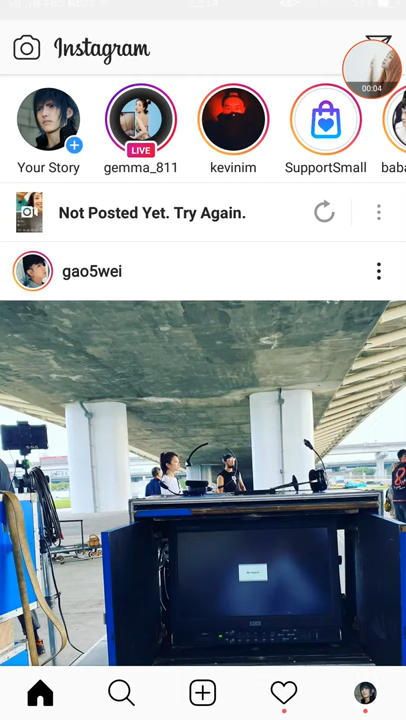 Instagram
00:04
Your Story
LIVE
gemma_811
kevinim
SupportSmall
baba
Not Posted Yet. Try Again.
gao5wei